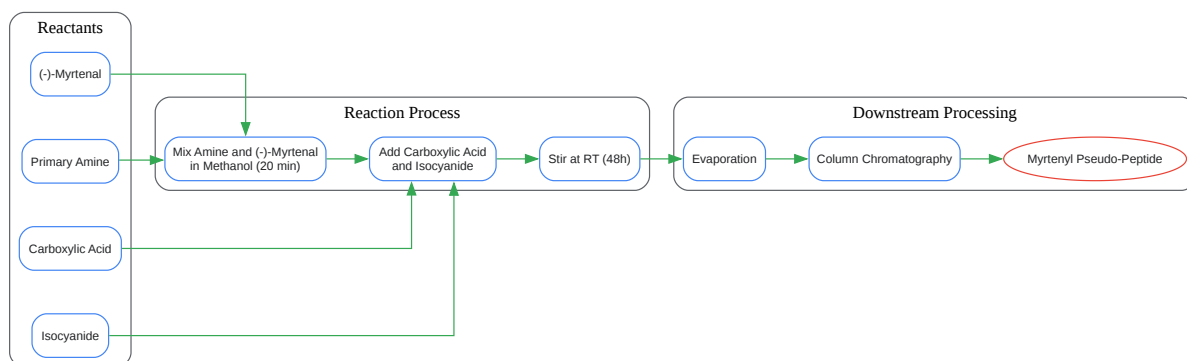 Reactants
(-)-Myrtenal
Primary Amine
Carboxylic Acid
Isocyanide
Reaction Process
Mix Amine and (-)-Myrtenal
in Methanol (20 min)
Add Carboxylic Acid
and Isocyanide
Stir at RT (48h)
Downstream Processing
Evaporation
Column Chromatography
Myrtenyl Pseudo-Peptide